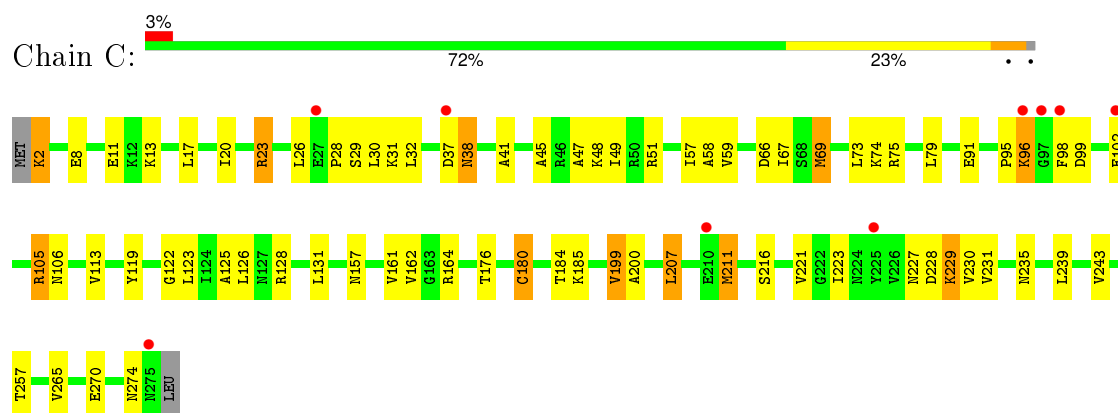 3%
Chain C:
72% 23% • •
MET K2 E8 E11 K12 K13 L17 I20 R23 L26 E27 P28 S29 L30 K31 L32 D37 N38 A41 A45 R46 A47 K48 I49 R50 R51 I57 A58 V59 D66 I67 S68 M69 L73 K74 R75 L79 E91 P95 K96 G97 F98 D99
R105 N106 V113 Y119 G122 L123 I124 A125 L126 N127 R128 L131 N157 V161 V162 G163 R164 T176 C180 T184 K185 V199 A200 L207 E210 M211 S216 V221 G222 I223 N224 Y225 V226 N227 D228 K229 V230 V231 N235 L239 V243
T257 V265 E270 N274 N275 LEU